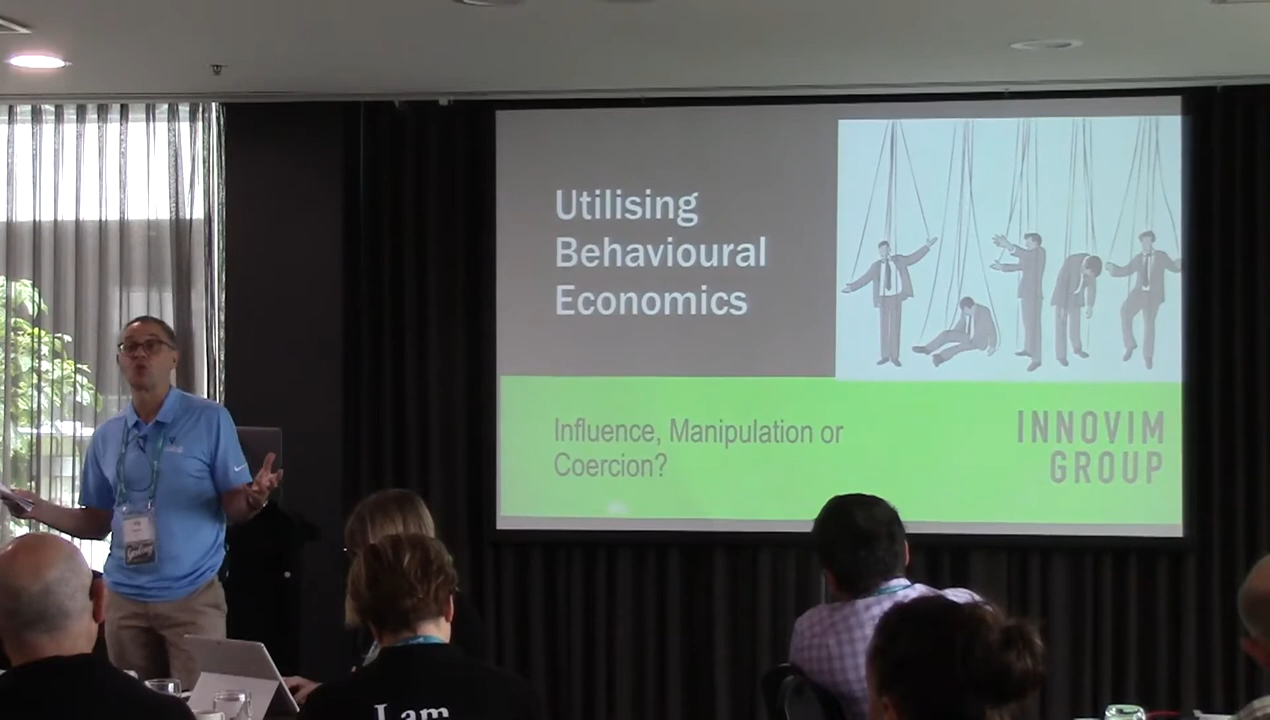 Utilising
Behavioural
Economics
Influence, Manipulation or
Coercion?
INNOVIM
GROUP
I am